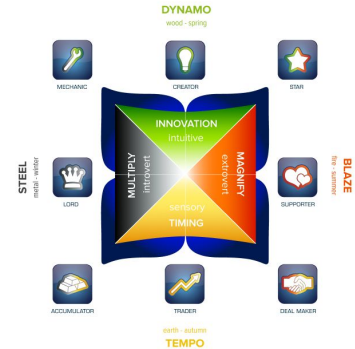 DYNAMO
wood - spring
MECHANIC
CREATOR
STAR
INNOVATION
intuitive
STEEL
metal - winter
MULTIPLY
introvert
MAGNIFY
extrovert
BLAZE
fire - summer
LORD
SUPPORTER
sensory
TIMING
ACCUMULATOR
TRADER
DEAL MAKER
earth - autumn
TEMPO